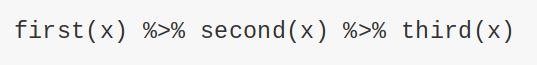 first(x) %>% second(x) %>% third(x)